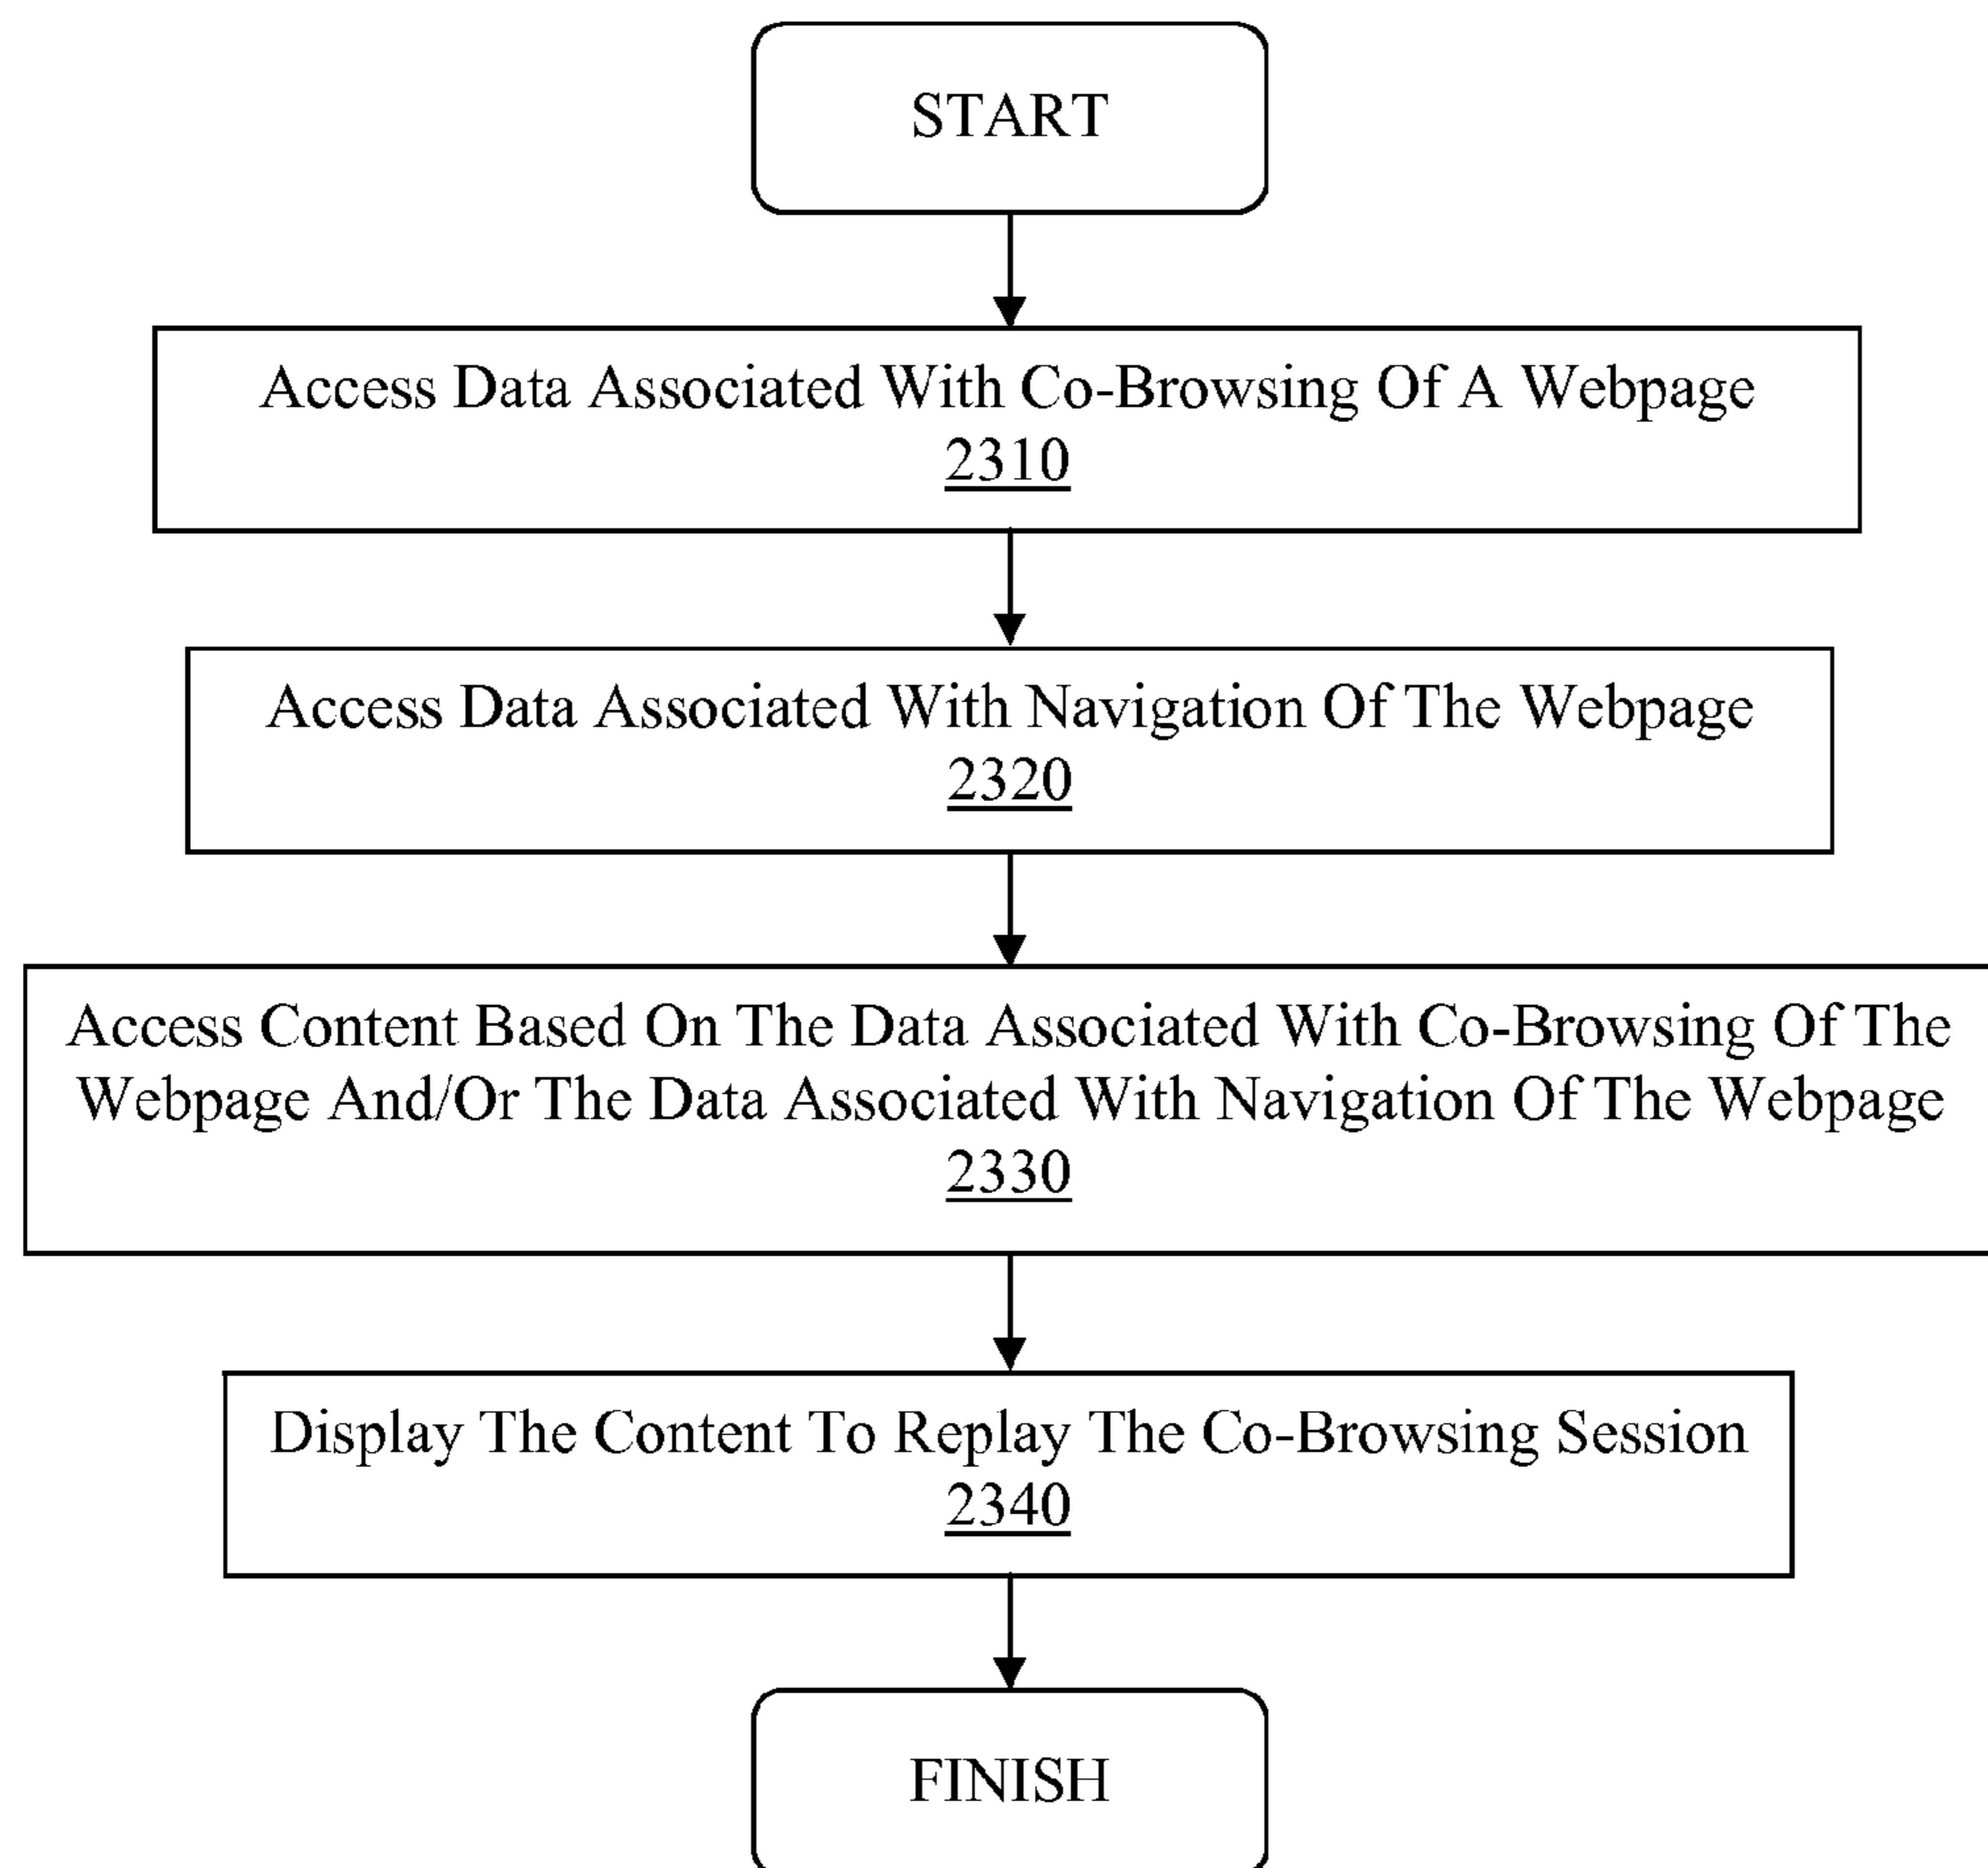 START
Access Data Associated With Co-Browsing Of A Webpage
2310
Access Data Associated With Navigation Of The Webpage
2320
Access Content Based On The Data Associated With Co-Browsing Of The
Webpage And/Or The Data Associated With Navigation Of The Webpage
2330
Display The Content To Replay The Co-Browsing Session
2340
FINISH